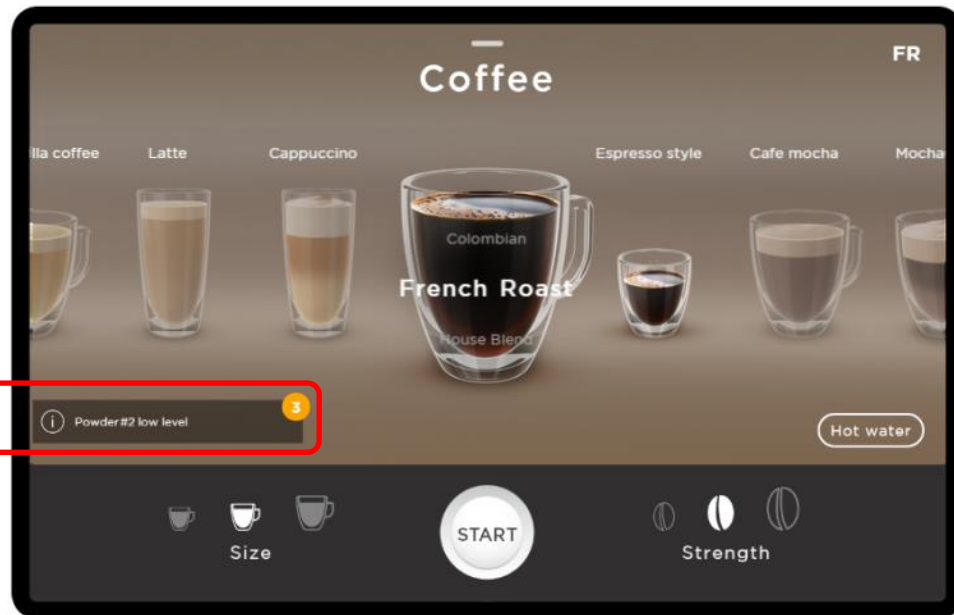 Coffee
FR
lla coffee
Latte
Cappuccino
Espresso style
Cafe mocha
Mocha
Colombian
French Roast
House Blend
3
i Powder#2 low level
Hot water
Size
START
Strength